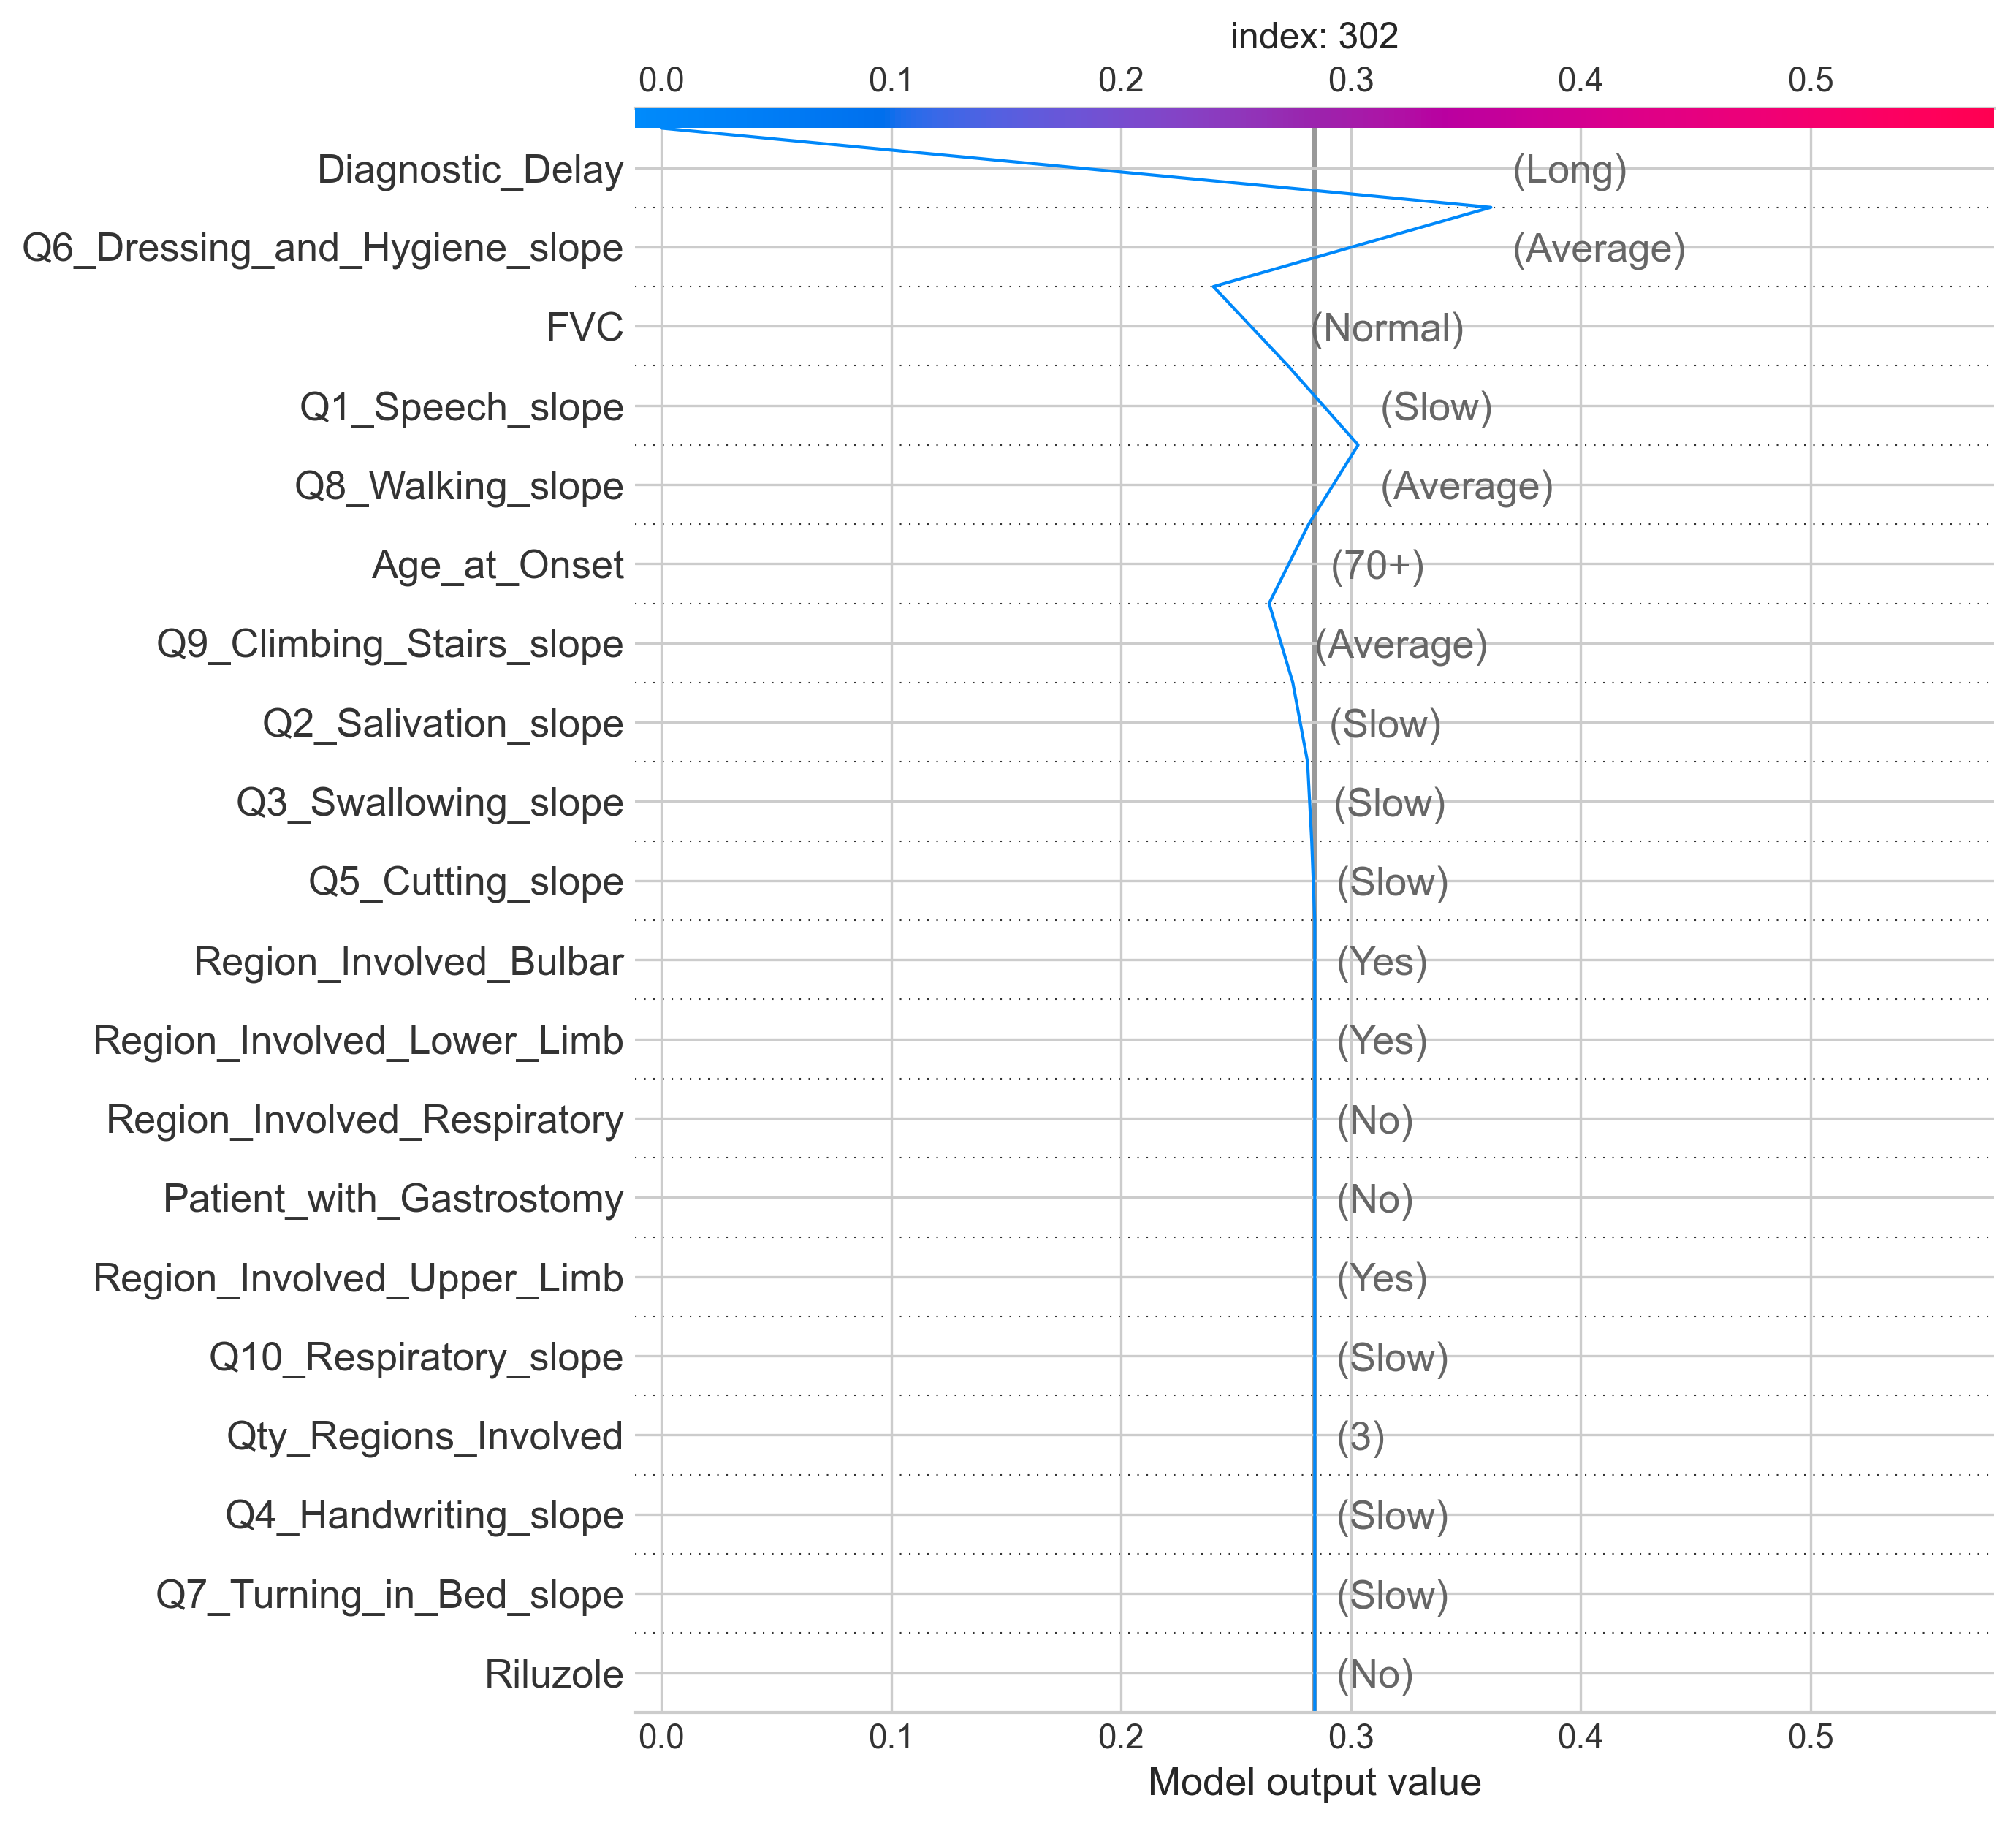 index: 302
0.0 0.1 0.2 0.3 0.4 0.5
Diagnostic_Delay (Long)
Q6_Dressing_and_Hygiene_slope (Average)
FVC (Normal)
Q1_Speech_slope (Slow)
Q8_Walking_slope (Average)
Age_at_Onset (70+)
Q9_Climbing_Stairs_slope (Average)
Q2_Salivation_slope (Slow)
Q3_Swallowing_slope (Slow)
Q5_Cutting_slope (Slow)
Region_Involved_Bulbar (Yes)
Region_Involved_Lower_Limb (Yes)
Region_Involved_Respiratory (No)
Patient_with_Gastrostomy (No)
Region_Involved_Upper_Limb (Yes)
Q10_Respiratory_slope (Slow)
Qty_Regions_Involved (3)
Q4_Handwriting_slope (Slow)
Q7_Turning_in_Bed_slope (Slow)
Riluzole (No)
0.0 0.1 0.2 0.3 0.4 0.5
Model output value